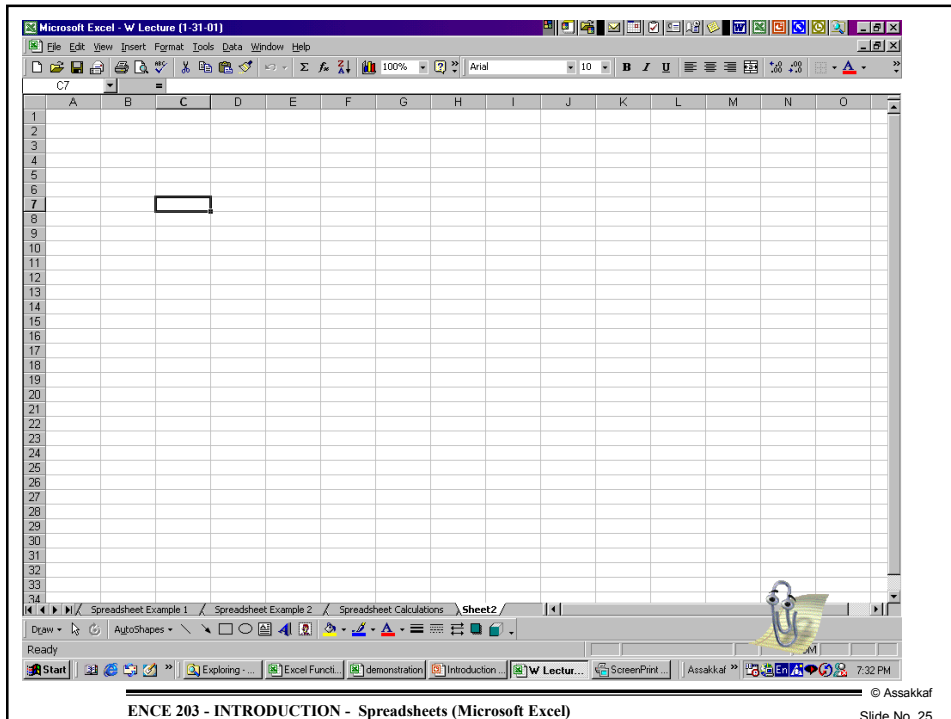 Microsoft Excel - W Lecture (1-31-01)
File Edit View Insert Format Tools Data Window Help
100% Arial 10 B I U
C7 =
A B C D E F G H I J K L M N O
1
2
3
4
5
6
7
8
9
10
11
12
13
14
15
16
17
18
19
20
21
22
23
24
25
26
27
28
29
30
31
32
33
34
Spreadsheet Example 1 Spreadsheet Example 2 Spreadsheet Calculations Sheet2
Draw AutoShapes
Ready
Start Exploring - ... Excel Functi... demonstration Introduction ... W Lectur... ScreenPrint ... Assakkaf » En 7:32 PM
© Assakkaf
ENCE 203 - INTRODUCTION - Spreadsheets (Microsoft Excel)
Slide No. 25